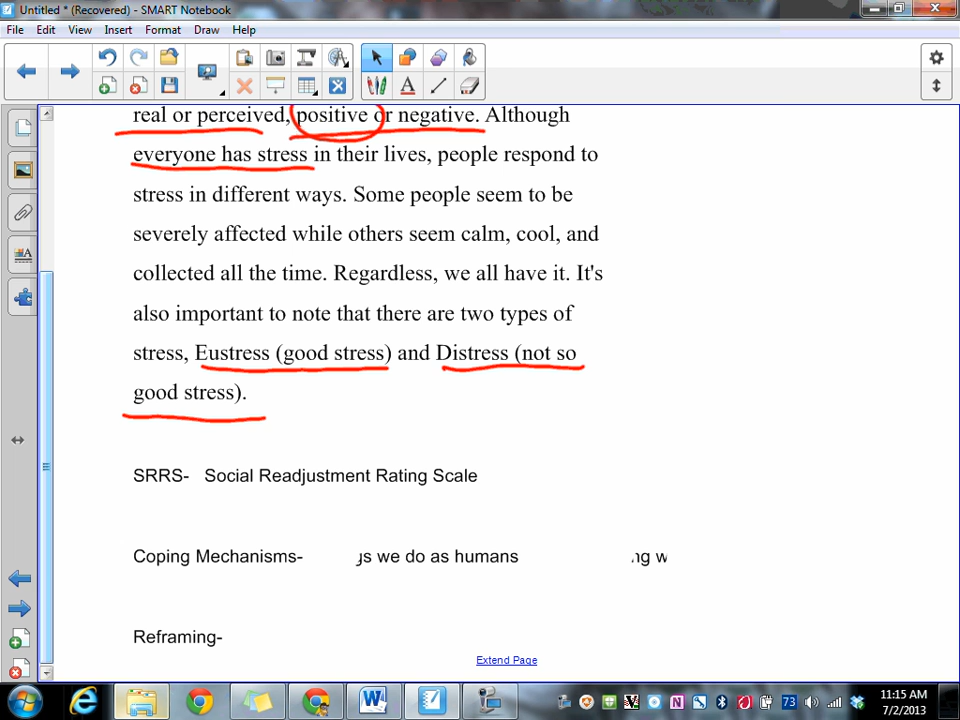 Untitled * (Recovered) - SMART Notebook
File Edit View Insert Format Draw Help
real or perceived, positive or negative. Although
everyone has stress in their lives, people respond to
stress in different ways. Some people seem to be
severely affected while others seem calm, cool, and
collected all the time. Regardless, we all have it. It's
also important to note that there are two types of
stress, Eustress (good stress) and Distress (not so
good stress).
SRRS- Social Readjustment Rating Scale
Coping Mechanisms- we do as humans
Reframing-
Extend Page
73
11:15 AM
7/2/2013